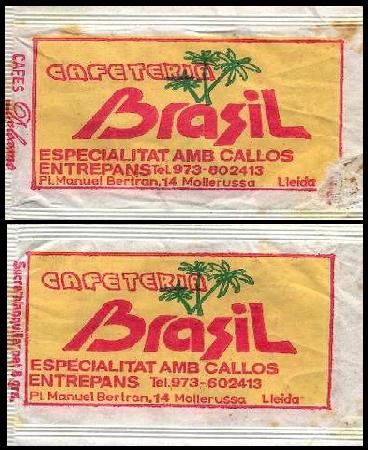 CAFES
CAFETERIA
Brasil
ESPECIALITAT AMB CALLOS
ENTREPANS Tel.973-602413
Pl. Manuel Bertran,14 Mollerussa Lleida
CAFETERIA
Brasil
ESPECIALITAT AMB CALLOS
ENTREPANS Tel.973-602413
Pl. Manuel Bertran,14 Mollerussa Lleida